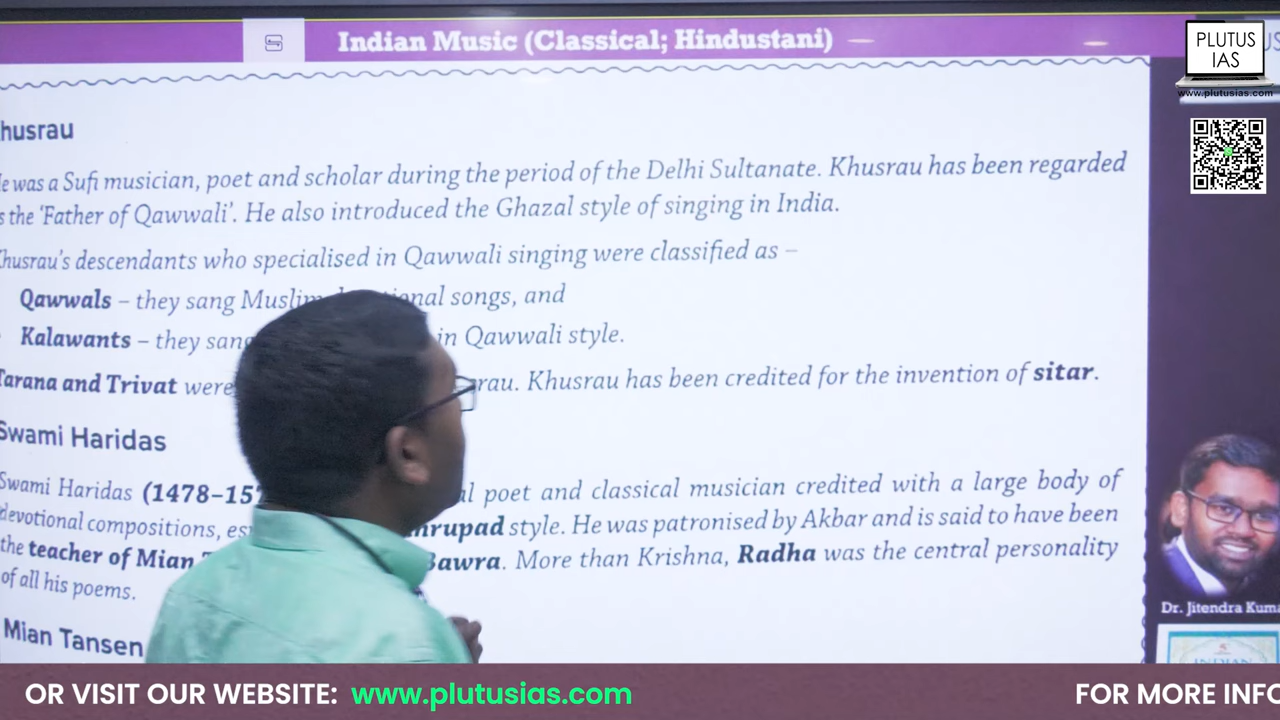 Indian Music (Classical; Hindustani)
PLUTUS
IAS
www.plutusias.com
husrau
e was a Sufi musician, poet and scholar during the period of the Delhi Sultanate. Khusrau has been regarded
s the 'Father of Qawwali'. He also introduced the Ghazal style of singing in India.
husrau's descendants who specialised in Qawwali singing were classified as –
Qawwals – they sang Muslim onal songs, and
Kalawants – they sang in Qawwali style.
Tarana and Trivat were rau. Khusrau has been credited for the invention of sitar.
Swami Haridas
Swami Haridas (1478–15 l poet and classical musician credited with a large body of
devotional compositions, es hrupad style. He was patronised by Akbar and is said to have been
the teacher of Mian Bawra. More than Krishna, Radha was the central personality
of all his poems.
Mian Tansen
Dr. Jitendra Kuma
INDIAN
OR VISIT OUR WEBSITE: www.plutusias.com
FOR MORE INFO